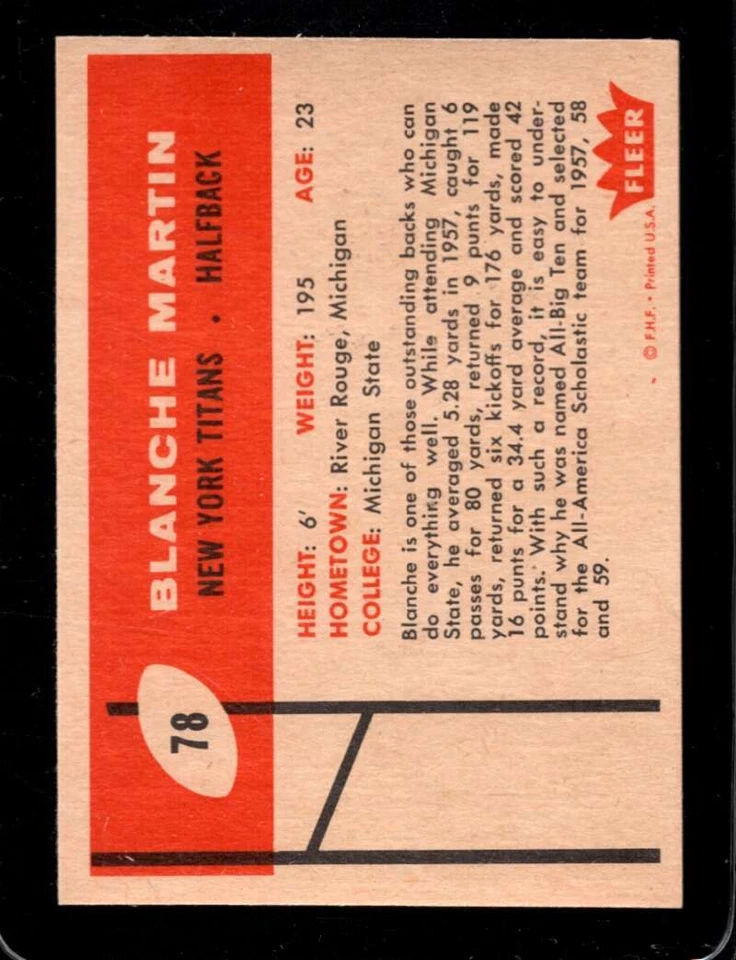 78
BLANCHE MARTIN
NEW YORK TITANS • HALFBACK
HEIGHT: 6' WEIGHT: 195 AGE: 23
HOMETOWN: River Rouge, Michigan
COLLEGE: Michigan State
Blanche is one of those outstanding backs who can
do everything well. While attending Michigan
State, he averaged 5.28 yards in 1957, caught 6
passes for 80 yards, returned 9 punts for 119
yards, returned six kickoffs for 176 yards, made
16 punts for a 34.4 yard average and scored 42
points. With such a record, it is easy to under-
stand why he was named All-Big Ten and selected
for the All-America Scholastic team for 1957, 58
and 59.
FLEER
© F.H.F. • Printed U.S.A.